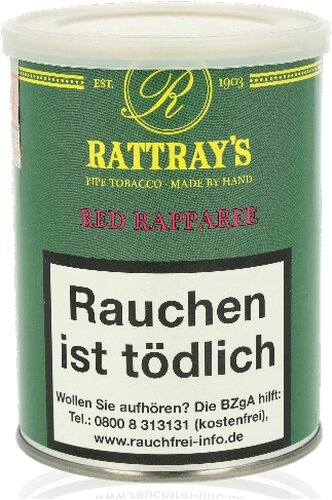 EST. R 1903
RATTRAY'S
PIPE TOBACCO · MADE BY HAND
RED RAPPAREE
Rauchen
ist tödlich
Wollen Sie aufhören? Die BZgA hilft:
Tel.: 0800 8 313131 (kostenfrei),
www.rauchfrei-info.de